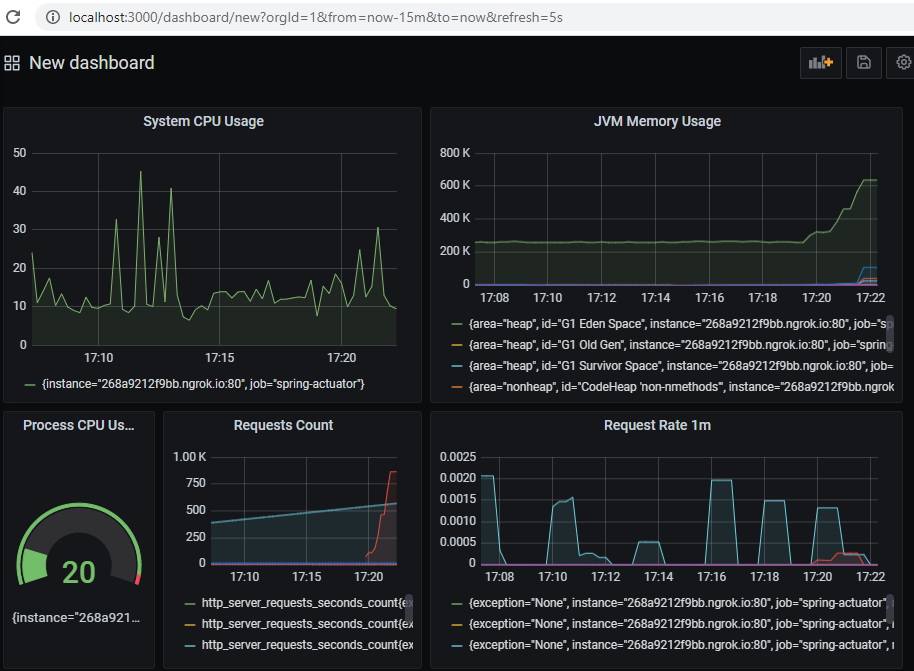 localhost:3000/dashboard/new?orgId=1&from=now-15m&to=now&refresh=5s
New dashboard
System CPU Usage
50
40
30
20
10
0
17:10 17:15 17:20
{instance="268a9212f9bb.ngrok.io:80", job="spring-actuator"}
JVM Memory Usage
800 K
600 K
400 K
200 K
0
17:08 17:10 17:12 17:14 17:16 17:18 17:20 17:22
{area="heap", id="G1 Eden Space", instance="268a9212f9bb.ngrok.io:80", job="sp
{area="heap", id="G1 Old Gen", instance="268a9212f9bb.ngrok.io:80", job="spring-
{area="heap", id="G1 Survivor Space", instance="268a9212f9bb.ngrok.io:80", job=
{area="nonheap", id="CodeHeap 'non-nmethods'", instance="268a9212f9bb.ngrok
Process CPU Us...
20
{instance="268a921...
Requests Count
1.00 K
750
500
250
0
17:10 17:15 17:20
http_server_requests_seconds_count{ex
http_server_requests_seconds_count{ex
http_server_requests_seconds_count{ex
Request Rate 1m
0.0025
0.0020
0.0015
0.0010
0.0005
0
17:08 17:10 17:12 17:14 17:16 17:18 17:20 17:22
{exception="None", instance="268a9212f9bb.ngrok.io:80", job="spring-actuator",
{exception="None", instance="268a9212f9bb.ngrok.io:80", job="spring-actuator",
{exception="None", instance="268a9212f9bb.ngrok.io:80", job="spring-actuator",